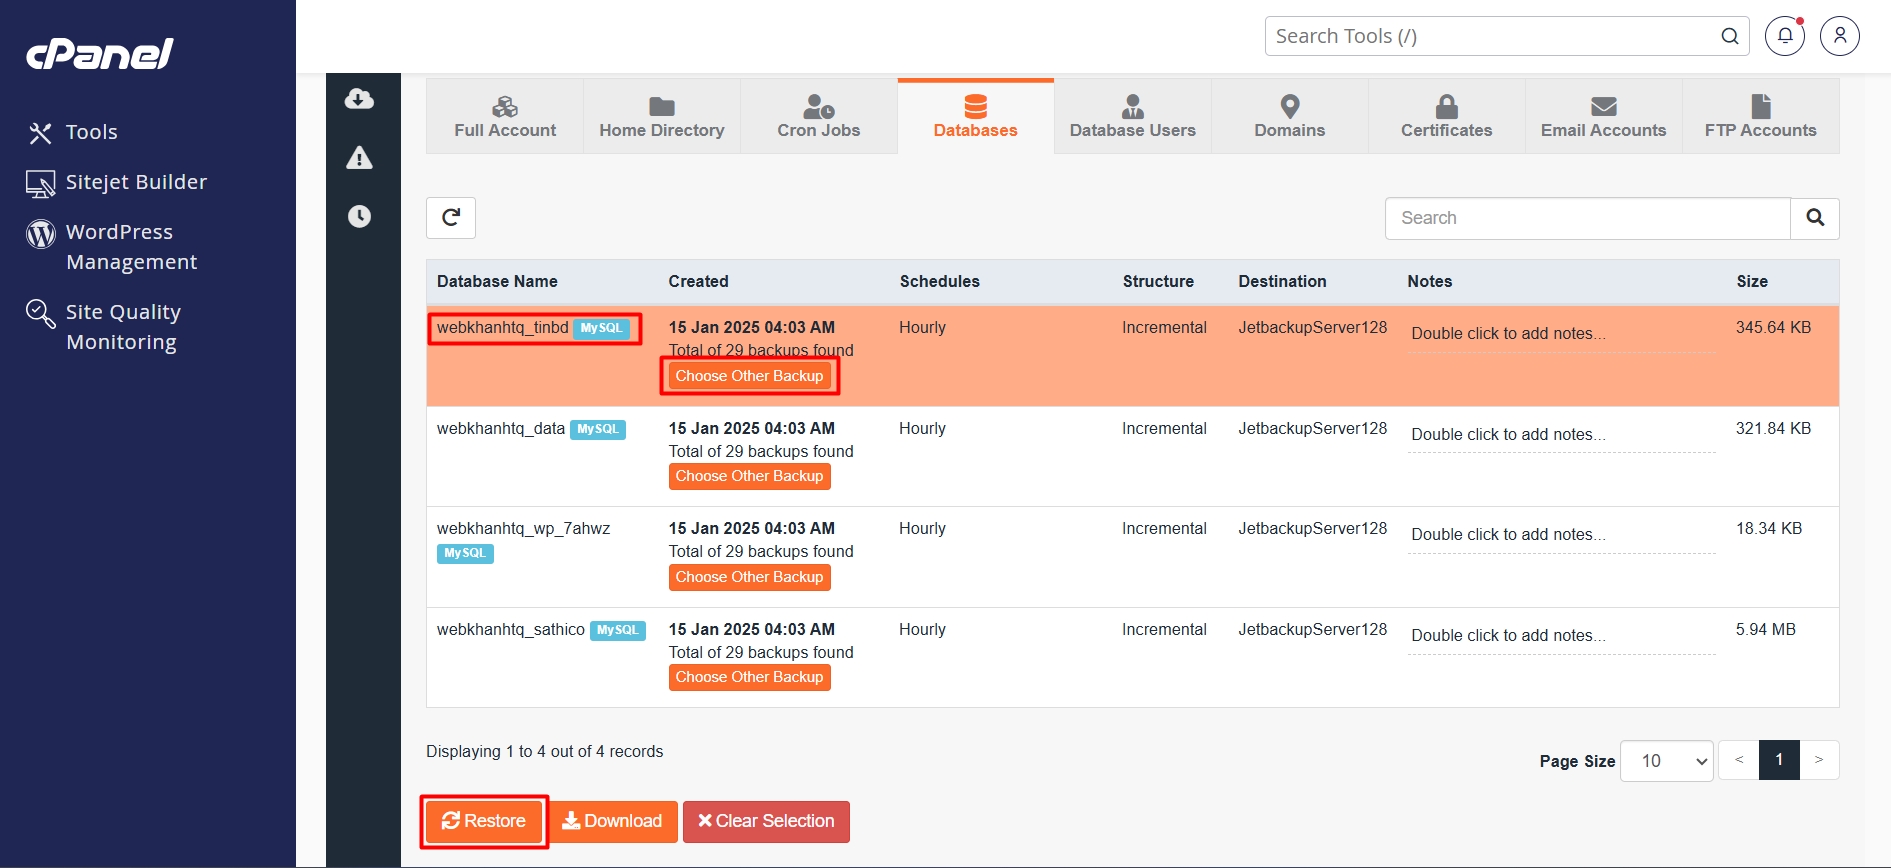 cPanel
Search Tools (/)
Tools
Sitejet Builder
WordPress
Management
Site Quality
Monitoring
Full Account
Home Directory
Cron Jobs
Databases
Database Users
Domains
Certificates
Email Accounts
FTP Accounts
Search
Database Name Created Schedules Structure Destination Notes Size
webkhanhtq_tinbd MySQL 15 Jan 2025 04:03 AM Hourly Incremental JetbackupServer128 Double click to add notes... 345.64 KB
Total of 29 backups found
Choose Other Backup
webkhanhtq_data MySQL 15 Jan 2025 04:03 AM Hourly Incremental JetbackupServer128 Double click to add notes... 321.84 KB
Total of 29 backups found
Choose Other Backup
webkhanhtq_wp_7ahwz 15 Jan 2025 04:03 AM Hourly Incremental JetbackupServer128 Double click to add notes... 18.34 KB
MySQL Total of 29 backups found
Choose Other Backup
webkhanhtq_sathico MySQL 15 Jan 2025 04:03 AM Hourly Incremental JetbackupServer128 Double click to add notes... 5.94 MB
Total of 29 backups found
Choose Other Backup
Displaying 1 to 4 out of 4 records
Page Size 10 < 1 >
Restore Download Clear Selection